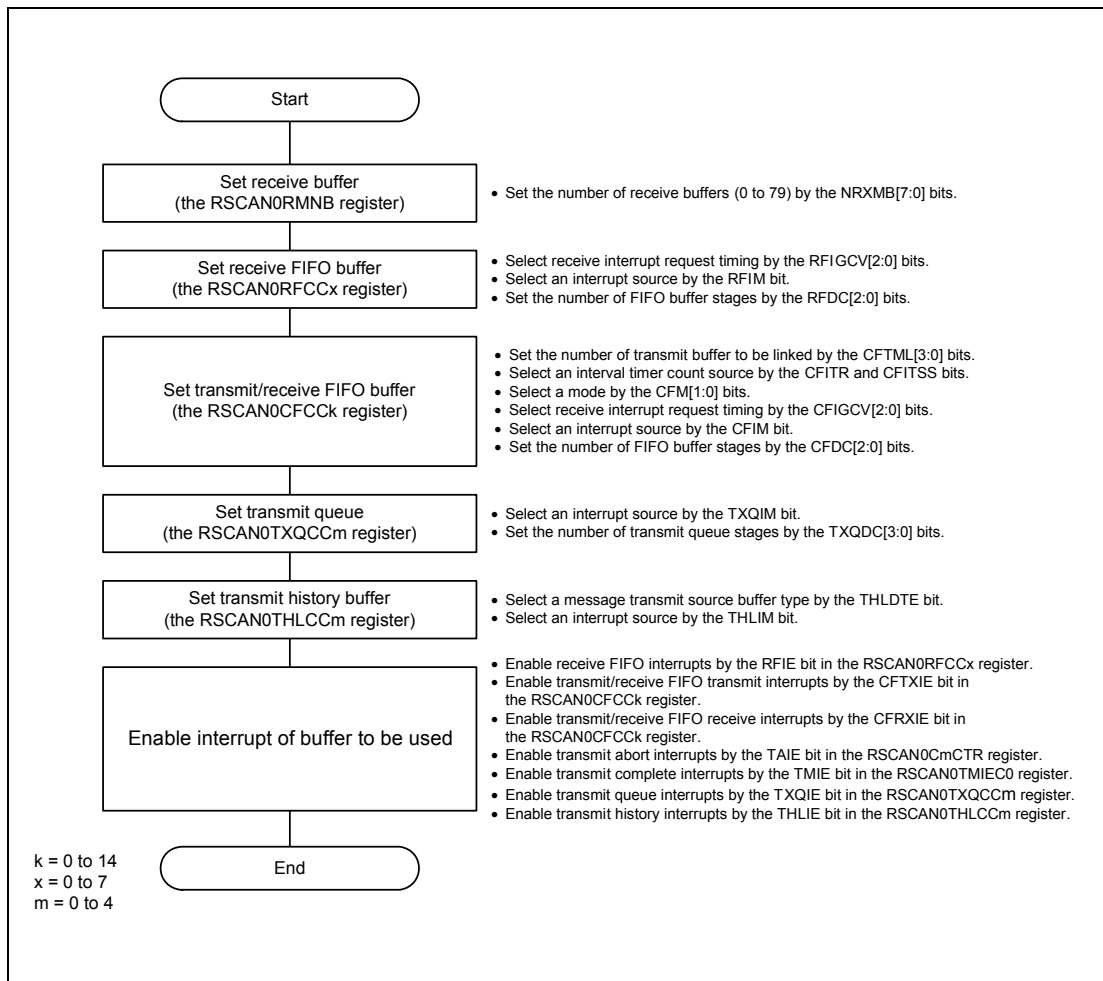 Start
Set receive buffer
(the RSCAN0RMNB register)
• Set the number of receive buffers (0 to 79) by the NRXMB[7:0] bits.
Set receive FIFO buffer
(the RSCAN0RFCCx register)
• Select receive interrupt request timing by the RFIGCV[2:0] bits.
• Select an interrupt source by the RFIM bit.
• Set the number of FIFO buffer stages by the RFDC[2:0] bits.
Set transmit/receive FIFO buffer
(the RSCAN0CFCCk register)
• Set the number of transmit buffer to be linked by the CFTML[3:0] bits.
• Select an interval timer count source by the CFITR and CFITSS bits.
• Select a mode by the CFM[1:0] bits.
• Select receive interrupt request timing by the CFIGCV[2:0] bits.
• Select an interrupt source by the CFIM bit.
• Set the number of FIFO buffer stages by the CFDC[2:0] bits.
Set transmit queue
(the RSCAN0TXQCCm register)
• Select an interrupt source by the TXQIM bit.
• Set the number of transmit queue stages by the TXQDC[3:0] bits.
Set transmit history buffer
(the RSCAN0THLCCm register)
• Select a message transmit source buffer type by the THLDTE bit.
• Select an interrupt source by the THLIM bit.
Enable interrupt of buffer to be used
• Enable receive FIFO interrupts by the RFIE bit in the RSCAN0RFCCx register.
• Enable transmit/receive FIFO transmit interrupts by the CFTXIE bit in
the RSCAN0CFCCk register.
• Enable transmit/receive FIFO receive interrupts by the CFRXIE bit in
the RSCAN0CFCCk register.
• Enable transmit abort interrupts by the TAIE bit in the RSCAN0CmCTR register.
• Enable transmit complete interrupts by the TMIE bit in the RSCAN0TMIEC0 register.
• Enable transmit queue interrupts by the TXQIE bit in the RSCAN0TXQCCm register.
• Enable transmit history interrupts by the THLIE bit in the RSCAN0THLCCm register.
End
k = 0 to 14
x = 0 to 7
m = 0 to 4